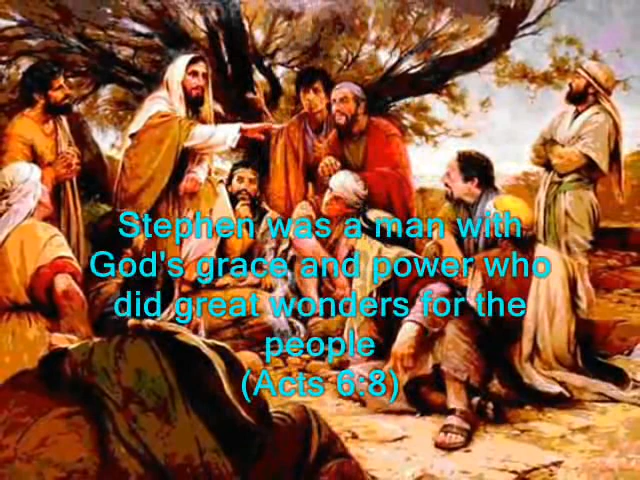 Stephen was a man with
God's grace and power who
did great wonders for the
people
(Acts 6:8)